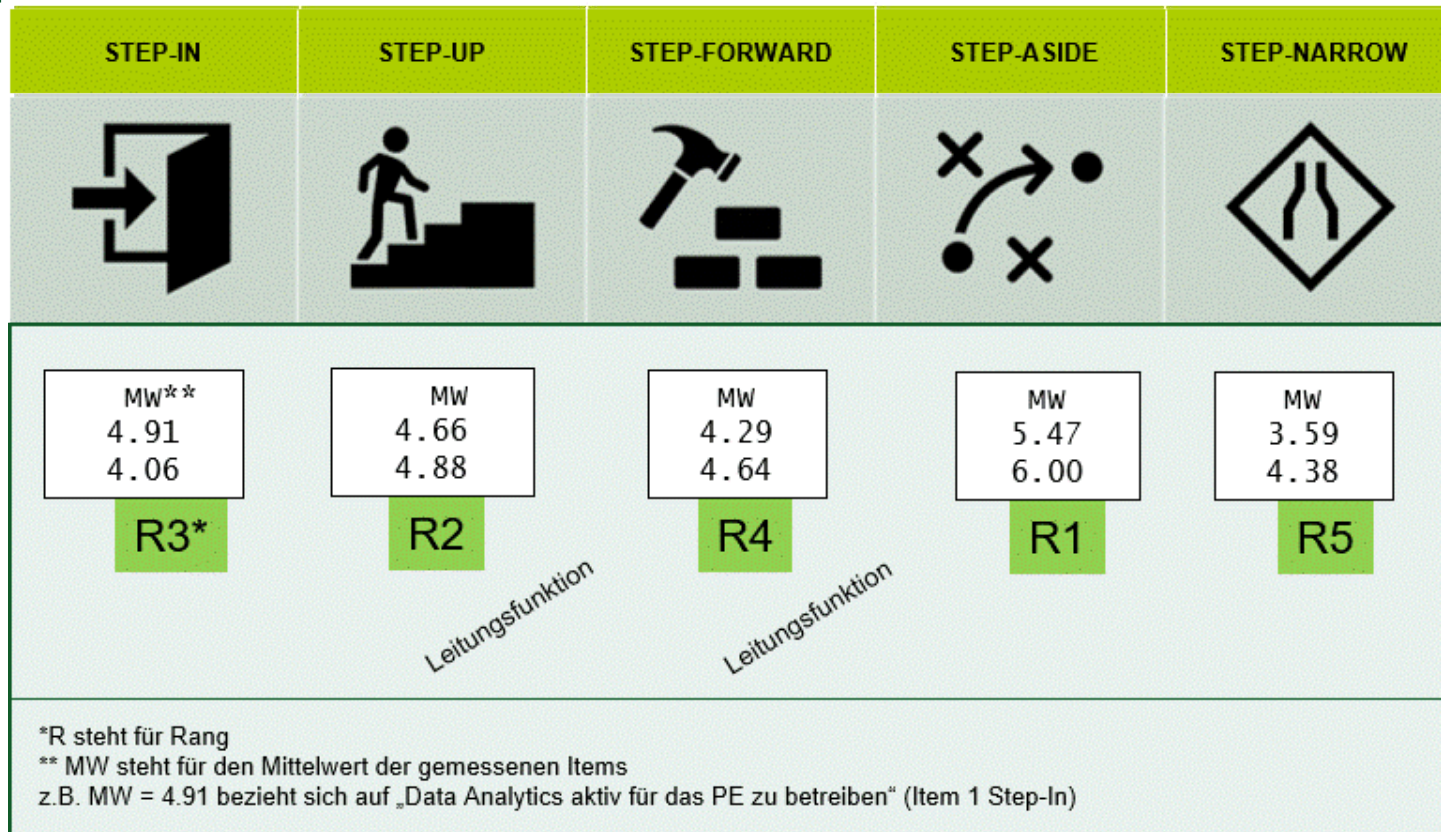 STEP-IN STEP-UP STEP-FORWARD STEP-ASIDE STEP-NARROW
MW** MW MW MW MW
4.91 4.66 4.29 5.47 3.59
4.06 4.88 4.64 6.00 4.38
R3* R2 R4 R1 R5
Leitungsfunktion Leitungsfunktion
*R steht für Rang
** MW steht für den Mittelwert der gemessenen Items
z.B. MW = 4.91 bezieht sich auf „Data Analytics aktiv für das PE zu betreiben“ (Item 1 Step-In)